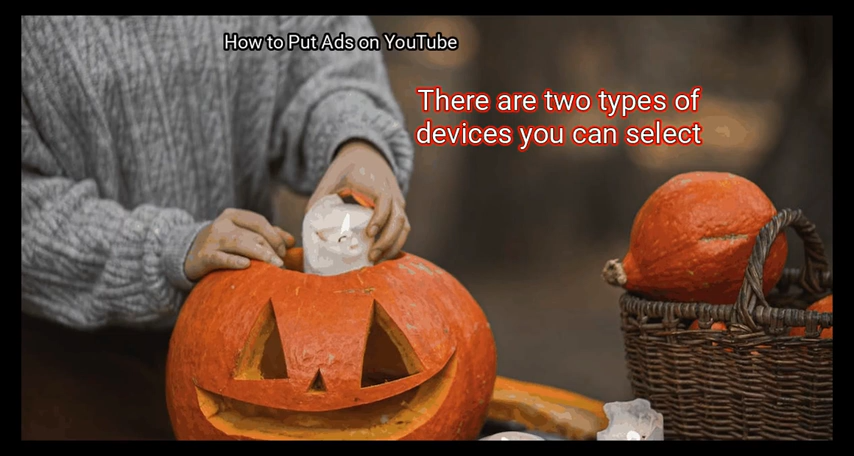 How to Put Ads on YouTube
There are two types of
devices you can select